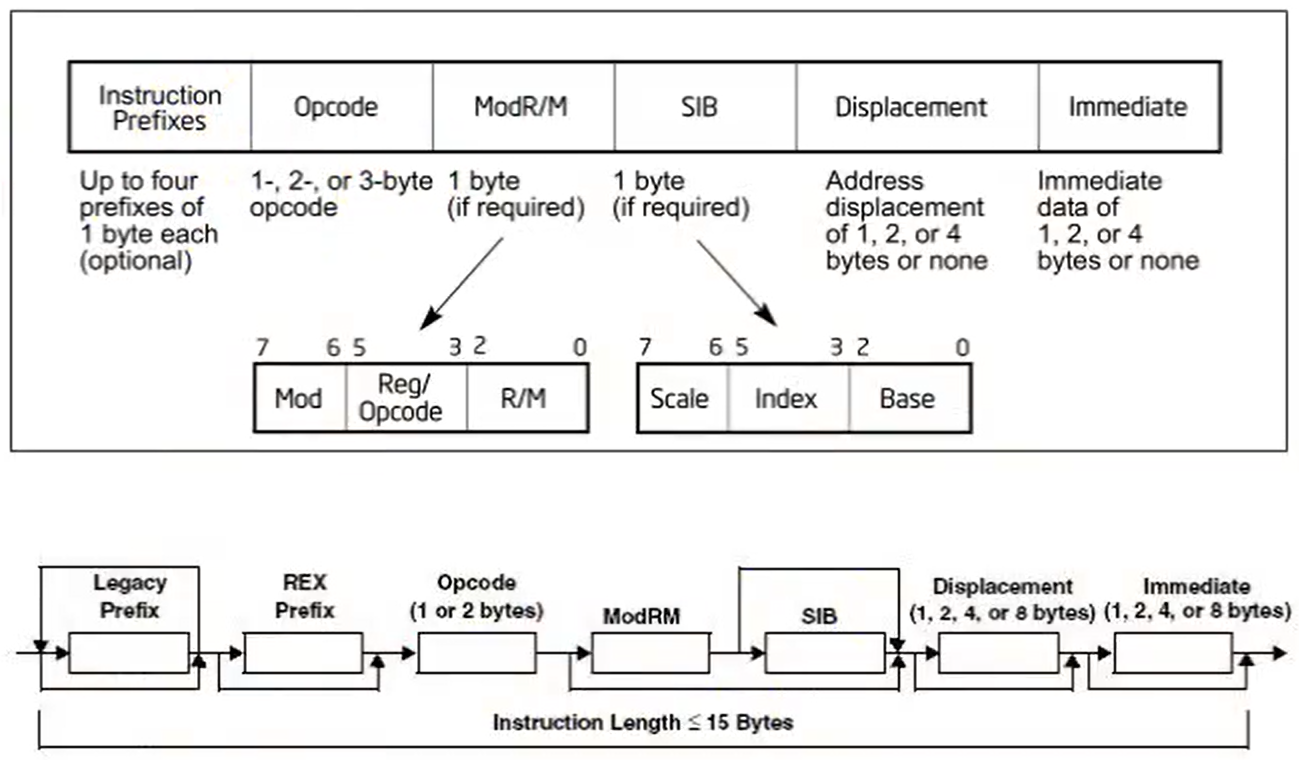 Instruction
Prefixes
Opcode
ModR/M
SIB
Displacement
Immediate
Up to four
prefixes of
1 byte each
(optional)
1-, 2-, or 3-byte
opcode
1 byte
(if required)
1 byte
(if required)
Address
displacement
of 1, 2, or 4
bytes or none
Immediate
data of
1, 2, or 4
bytes or none
7 6 5 3 2 0
Mod
Reg/
Opcode
R/M
7 6 5 3 2 0
Scale
Index
Base
Legacy
Prefix
REX
Prefix
Opcode
(1 or 2 bytes)
ModRM
SIB
Displacement
(1, 2, 4, or 8 bytes)
Immediate
(1, 2, 4, or 8 bytes)
Instruction Length ≤ 15 Bytes